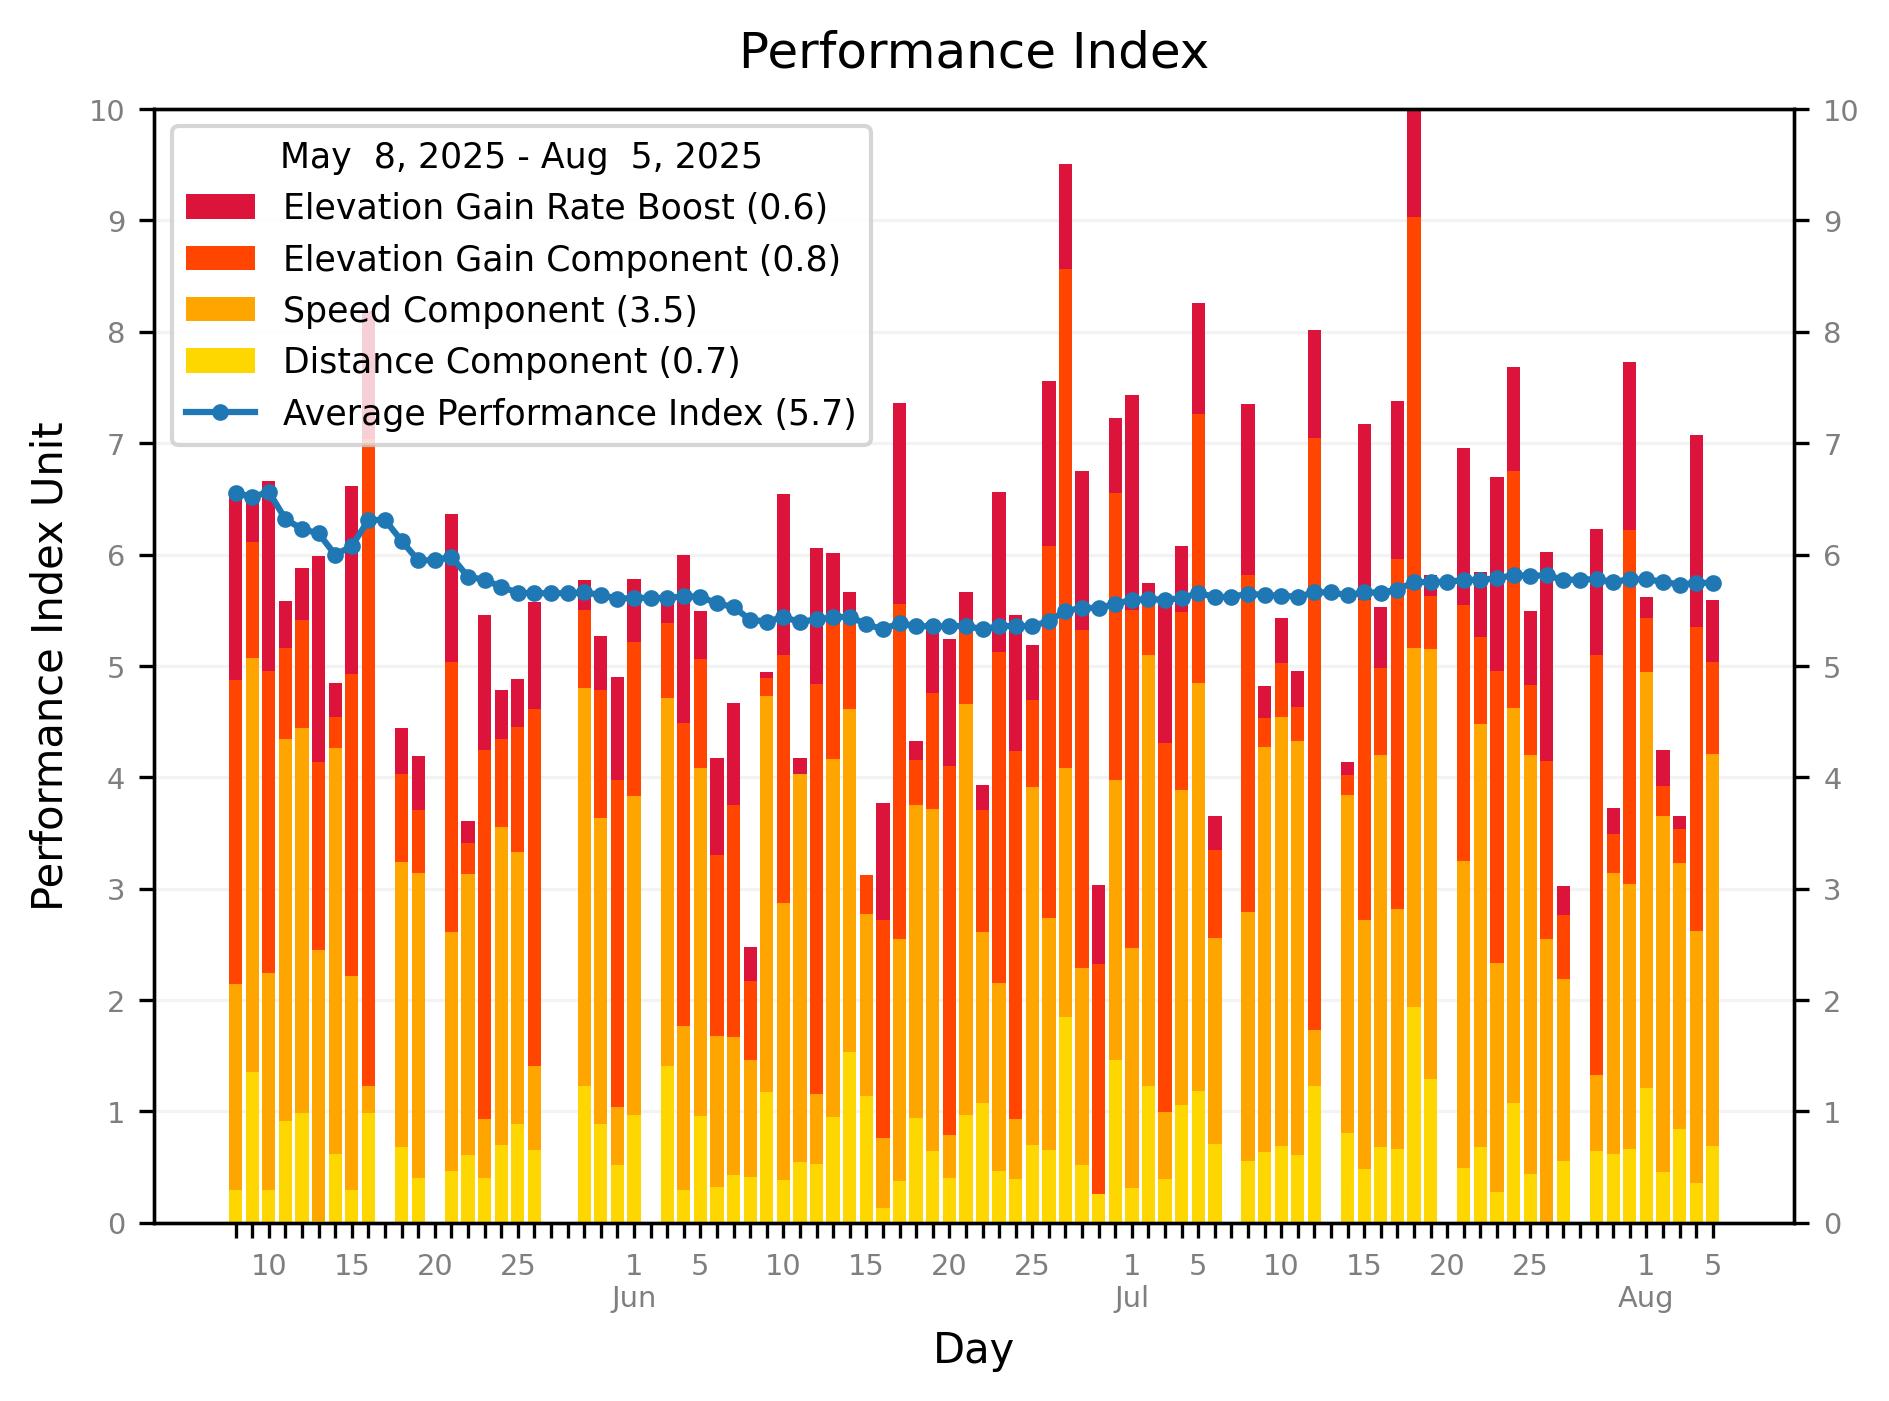 Performance Index
May  8, 2025 - Aug  5, 2025
Elevation Gain Rate Boost (0.6)
Elevation Gain Component (0.8)
Speed Component (3.5)
Distance Component (0.7)
Average Performance Index (5.7)
Performance Index Unit
10
9
8
7
6
5
4
3
2
1
0
10
9
8
7
6
5
4
3
2
1
0
10 15 20 25 1 5 10 15 20 25 1 5 10 15 20 25 1 5
Jun Jul Aug
Day